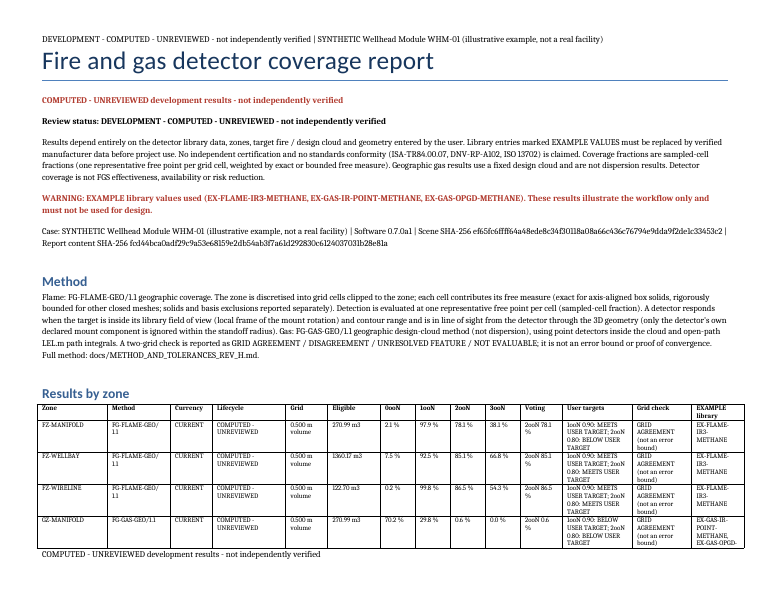 DEVELOPMENT - COMPUTED - UNREVIEWED - not independently verified | SYNTHETIC Wellhead Module WHM-01 (illustrative example, not a real facility)
Fire and gas detector coverage report
COMPUTED - UNREVIEWED development results - not independently verified
Review status: DEVELOPMENT - COMPUTED - UNREVIEWED - not independently verified
Results depend entirely on the detector library data, zones, target fire / design cloud and geometry entered by the user. Library entries marked EXAMPLE VALUES must be replaced by verified
manufacturer data before project use. No independent certification and no standards conformity (ISA-TR84.00.07, DNV-RP-A102, ISO 13702) is claimed. Coverage fractions are sampled-cell
fractions (one representative free point per grid cell, weighted by exact or bounded free measure). Geographic gas results use a fixed design cloud and are not dispersion results. Detector
coverage is not FGS effectiveness, availability or risk reduction.
WARNING: EXAMPLE library values used (EX-FLAME-IR3-METHANE, EX-GAS-IR-POINT-METHANE, EX-GAS-OPGD-METHANE). These results illustrate the workflow only and
must not be used for design.
Case: SYNTHETIC Wellhead Module WHM-01 (illustrative example, not a real facility) | Software 0.7.0a1 | Scene SHA-256
Report content SHA-256
Method
Flame: FG-FLAME-GEO/1.1 geographic coverage. The zone is discretised into grid cells clipped to the zone; each cell contributes its free measure (exact for axis-aligned box solids, rigorously
bounded for other closed meshes; solids and basis exclusions reported separately). Detection is evaluated at one representative free point per cell (sampled-cell fraction). A detector responds
when the target is inside its library field of view (local frame of the mount rotation) and contour range and is in line of sight from the detector through the 3D geometry (only the detector's own
declared mount component is ignored within the standoff radius). Gas: FG-GAS-GEO/1.1 geographic design-cloud method (not dispersion), using point detectors inside the cloud and open-path
LEL.m path integrals. A two-grid check is reported as GRID AGREEMENT / DISAGREEMENT / UNRESOLVED FEATURE / NOT EVALUABLE; it is not an error bound or proof of convergence.
Full method: docs/METHOD_AND_TOLERANCES_REV_H.md.
Results by zone
Zone Method Currency Lifecycle Grid Eligible 0ooN 1ooN 2ooN 3ooN Voting User targets Grid check EXAMPLE
library
FZ-MANIFOLD FG-FLAME-GEO/ CURRENT COMPUTED - 0.500 m 270.99 m3 2.1 % 97.9 % 78.1 % 38.1 % 2ooN 78.1 1ooN 0.90: MEETS GRID EX-FLAME-
1.1 UNREVIEWED volume % USER TARGET; 2ooN AGREEMENT IR3-
0.80: BELOW USER (not an error METHANE
TARGET bound)
FZ-WELLBAY FG-FLAME-GEO/ CURRENT COMPUTED - 0.500 m 1360.17 m3 7.5 % 92.5 % 85.1 % 66.8 % 2ooN 85.1 1ooN 0.90: MEETS GRID EX-FLAME-
1.1 UNREVIEWED volume % USER TARGET; 2ooN AGREEMENT IR3-
0.80: MEETS USER (not an error METHANE
TARGET bound)
FZ-WIRELINE FG-FLAME-GEO/ CURRENT COMPUTED - 0.500 m 122.70 m3 0.2 % 99.8 % 86.5 % 54.3 % 2ooN 86.5 1ooN 0.90: MEETS GRID EX-FLAME-
1.1 UNREVIEWED volume % USER TARGET; 2ooN AGREEMENT IR3-
0.80: MEETS USER (not an error METHANE
TARGET bound)
GZ-MANIFOLD FG-GAS-GEO/1.1 CURRENT COMPUTED - 0.500 m 270.99 m3 70.2 % 29.8 % 0.6 % 0.0 % 2ooN 0.6 1ooN 0.90: BELOW GRID EX-GAS-IR-
UNREVIEWED volume % USER TARGET; 2ooN AGREEMENT POINT-
0.80: BELOW USER (not an error METHANE,
TARGET bound) EX-GAS-OPGD-
COMPUTED - UNREVIEWED development results - not independently verified